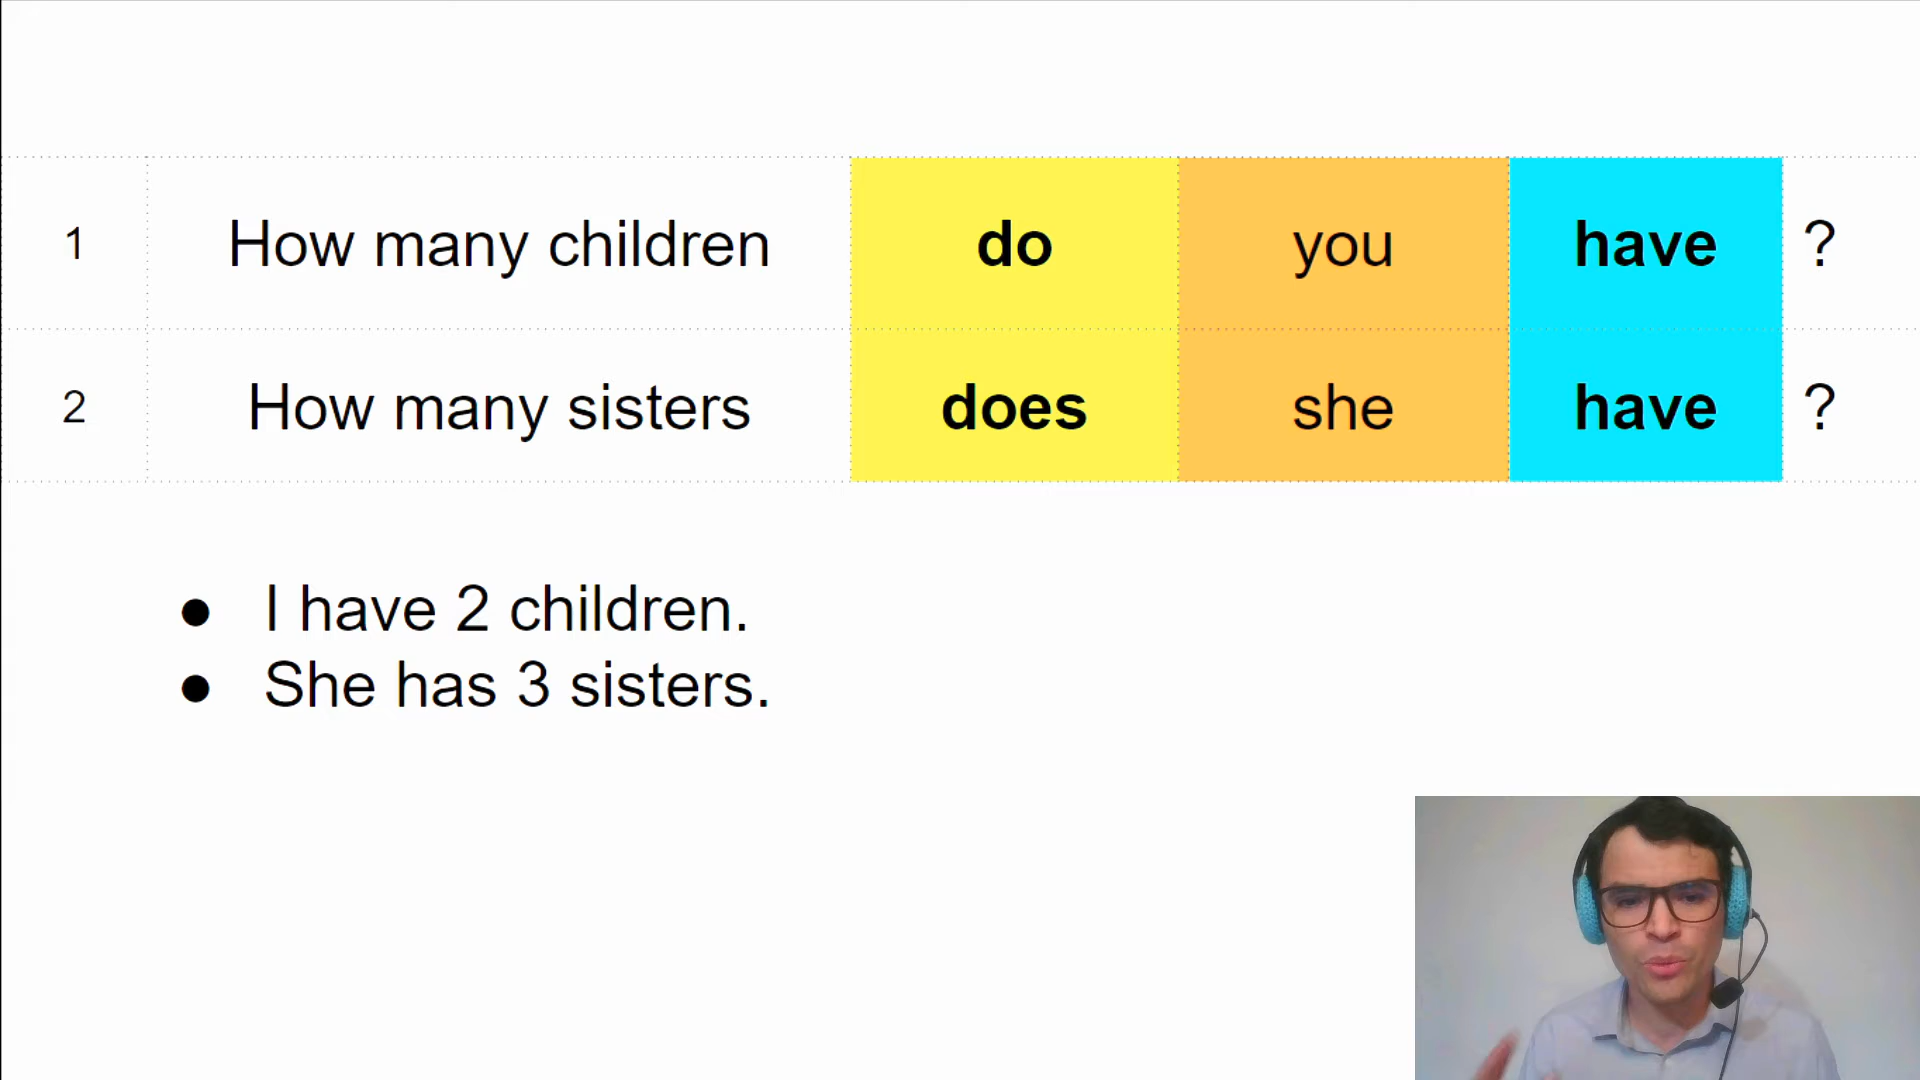 1 How many children do you have ?
2 How many sisters does she have ?
● I have 2 children.
● She has 3 sisters.